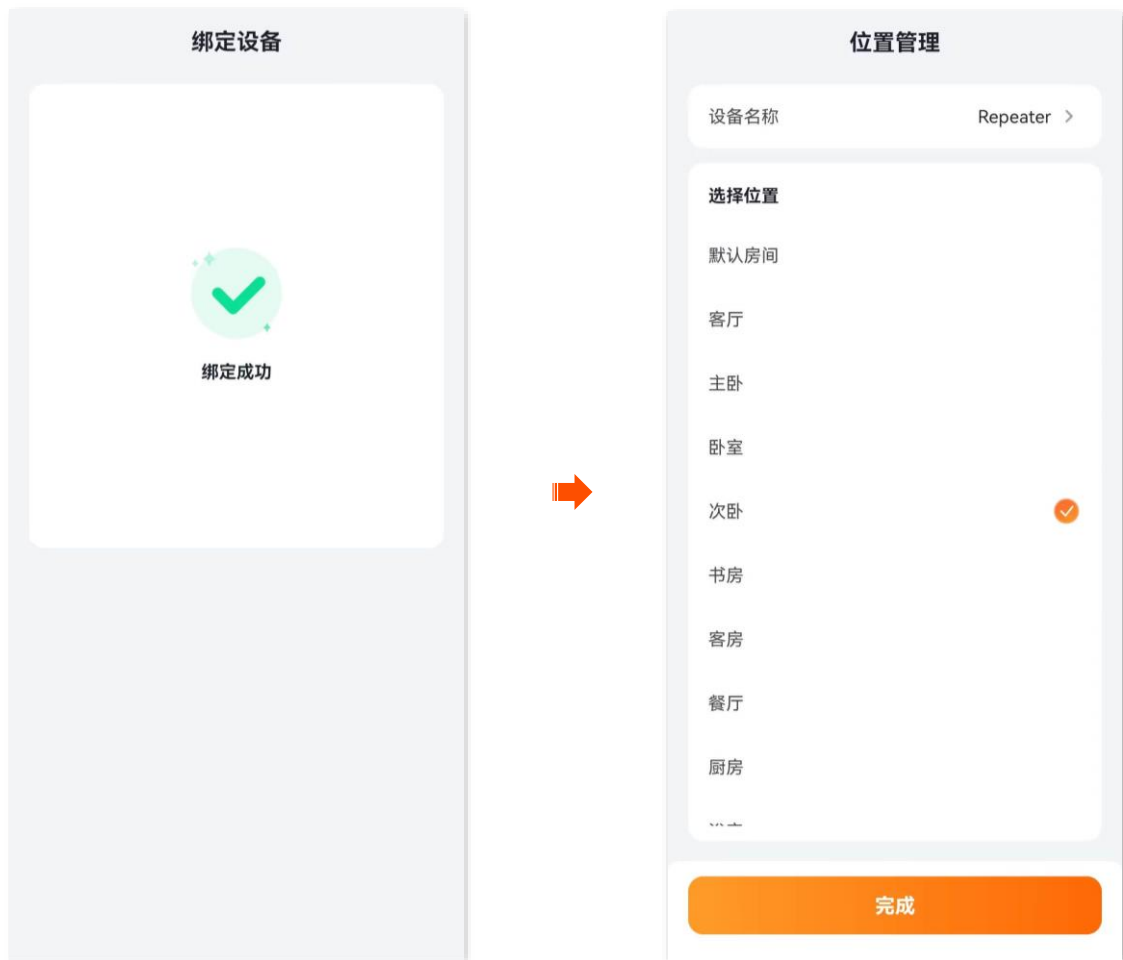 绑定设备
绑定成功
位置管理
设备名称 Repeater
选择位置
默认房间
客厅
主卧
卧室
次卧
书房
客房
餐厅
厨房
完成